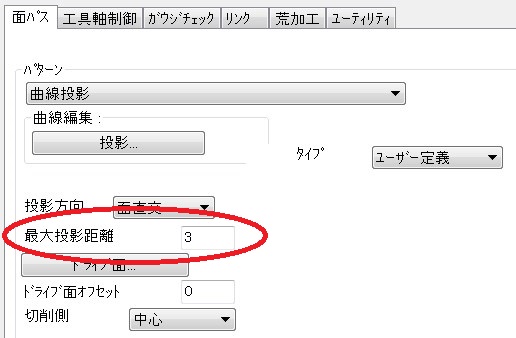 面ﾊﾟｽ 工具軸制御 ｶﾞｳｼﾞﾁｪｯｸ ﾘﾝｸ 荒加工 ﾕｰﾃｨﾘﾃｨ
ﾊﾟﾀｰﾝ
曲線投影
曲線編集 :
投影...
ﾀｲﾌﾟ ﾕｰｻﾞｰ定義
投影方向 面直交
最大投影距離 3
ﾄﾞﾗｲﾌﾞ面...
ﾄﾞﾗｲﾌﾞ面ｵﾌｾｯﾄ 0
切削側 中心